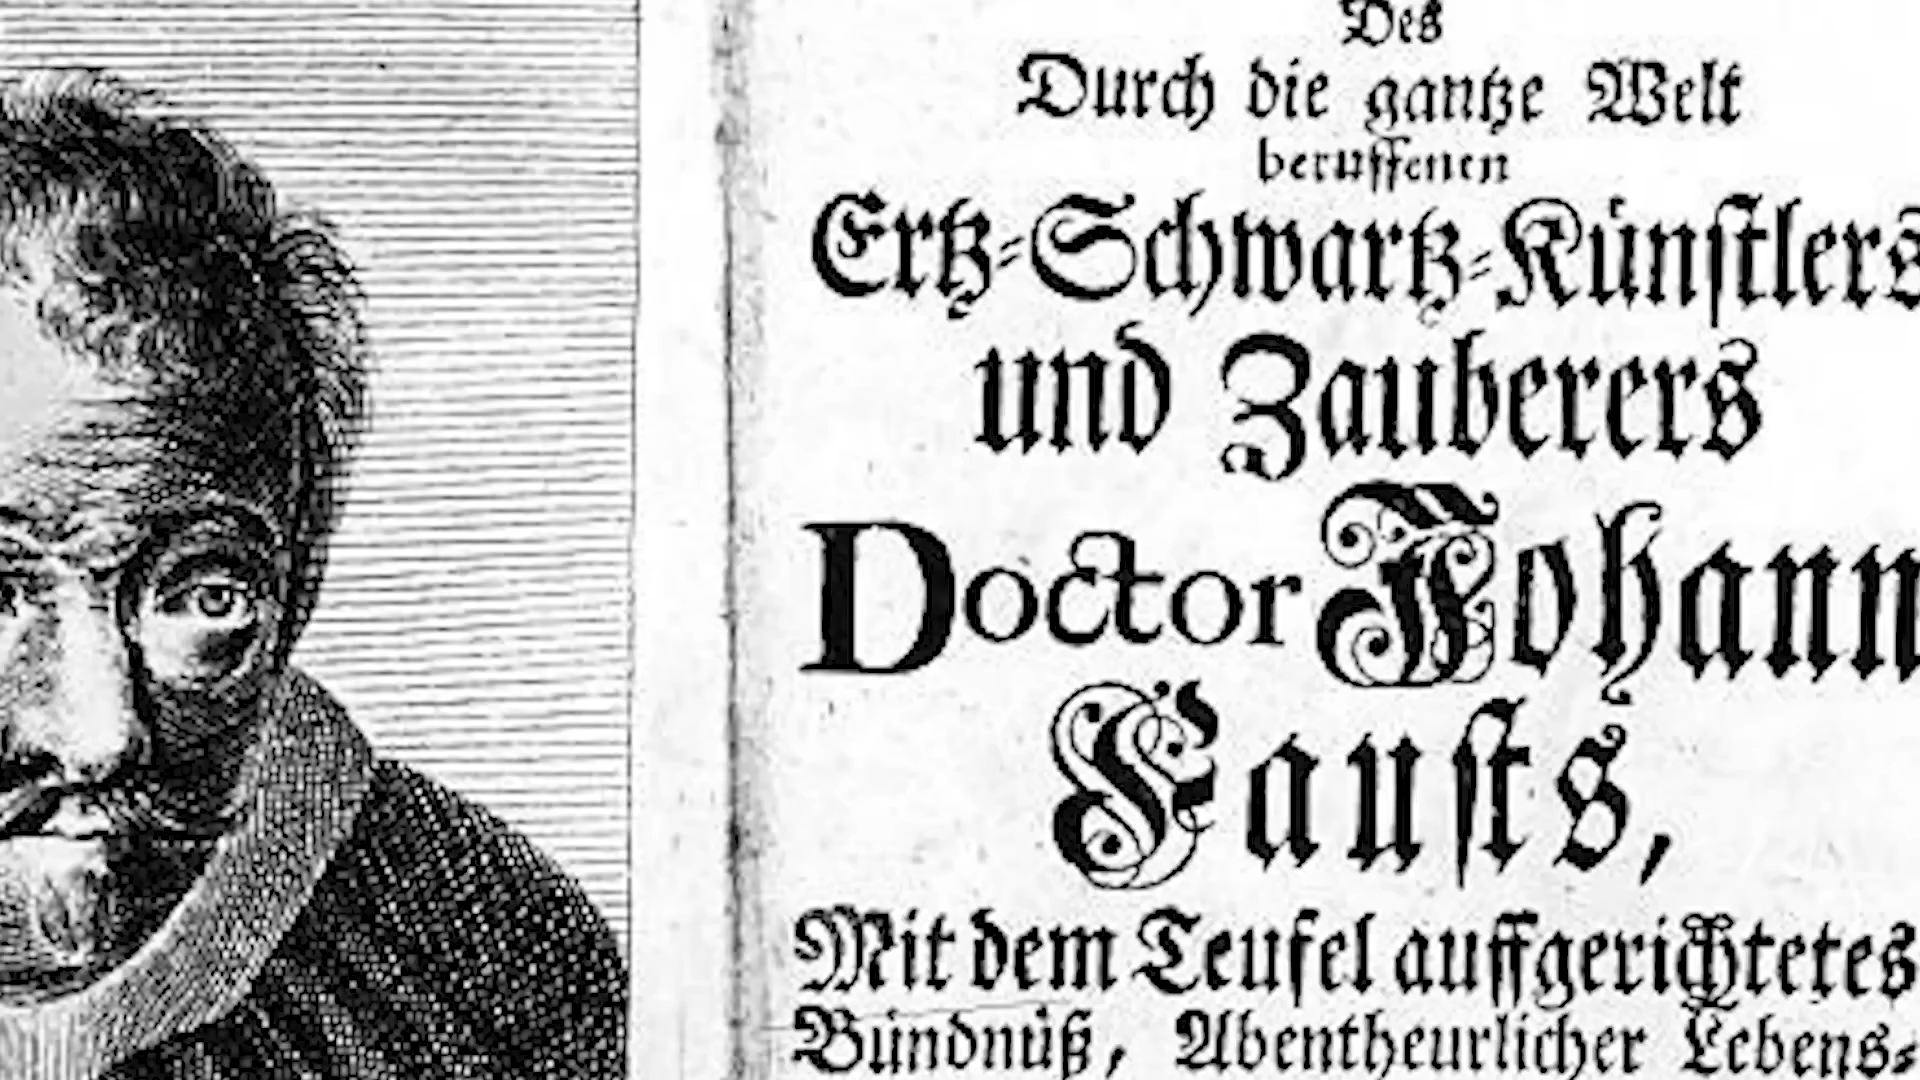 Des
Durch die gantze Welt
beruffenen
Ertz-Schwartz-Künstlers
und Zauberers
Doctor Johann
Fausts,
Mit dem Teufel auffgerichtetes
Bündnüß, Abentheurlicher Lebens-